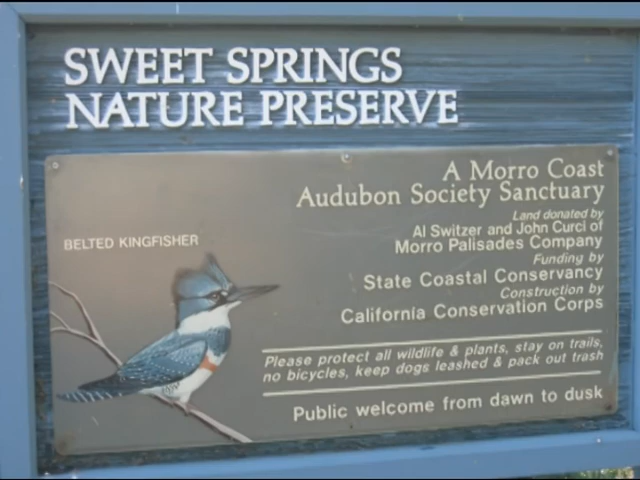 SWEET SPRINGS
NATURE PRESERVE
A Morro Coast
Audubon Society Sanctuary
Land donated by
Al Switzer and John Curci of
Morro Palisades Company
Funding by
State Coastal Conservancy
Construction by
California Conservation Corps
BELTED KINGFISHER
Please protect all wildlife & plants, stay on trails,
no bicycles, keep dogs leashed & pack out trash
Public welcome from dawn to dusk